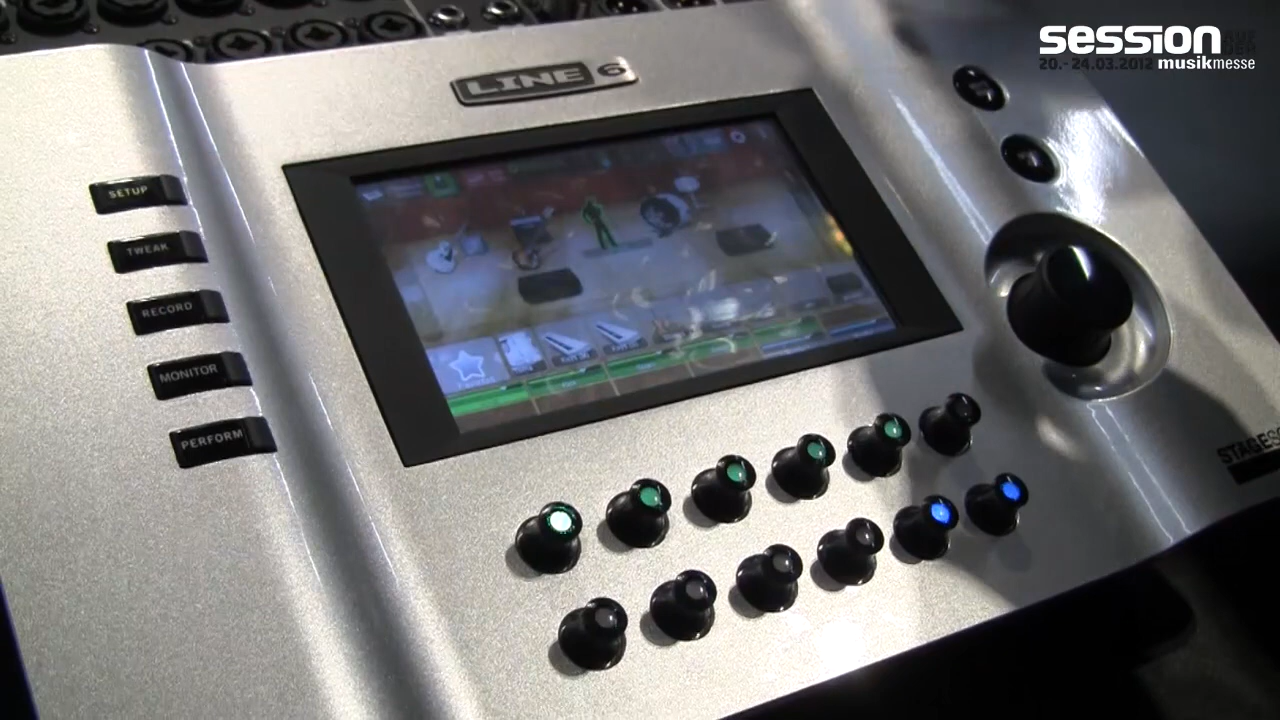 session
20.- 24.03.2012 musikmesse
LINE 6
SETUP
TWEAK
RECORD
MONITOR
PERFORM